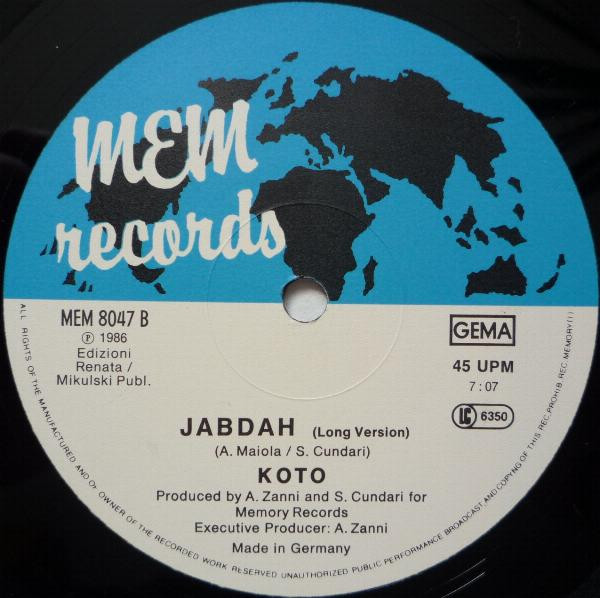 MEM
records
MEM 8047 B
Ⓟ 1986
Edizioni
Renata /
Mikulski Publ.
GEMA
45 UPM
7:07
LC 6350
JABDAH (Long Version)
(A. Maiola / S. Cundari)
KOTO
Produced by A. Zanni and S. Cundari for
Memory Records
Executive Producer: A. Zanni
Made in Germany
ALL RIGHTS OF THE MANUFACTURED AND OF OWNER OF THE RECORDED WORK RESERVED UNAUTHORIZED PUBLIC PERFORMANCE BROADCAST AND COPYNG OF THIS REC.PROHIB. REC. MEMORY(I)